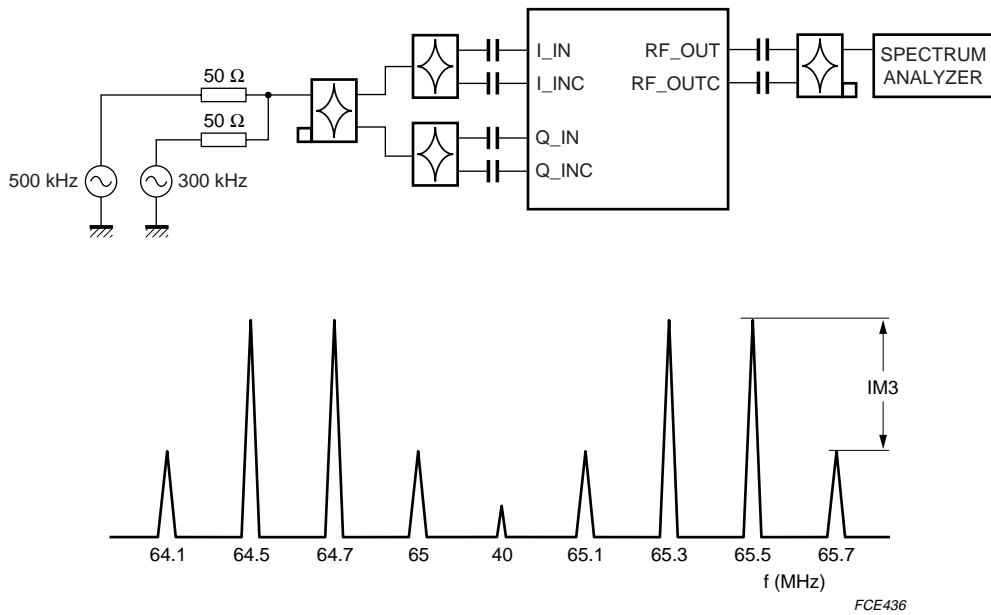 50 Ω
50 Ω
500 kHz
300 kHz
I_IN
I_INC
Q_IN
Q_INC
RF_OUT
RF_OUTC
SPECTRUM
ANALYZER
IM3
64.1 64.5 64.7 65 40 65.1 65.3 65.5 65.7
f (MHz)
FCE436